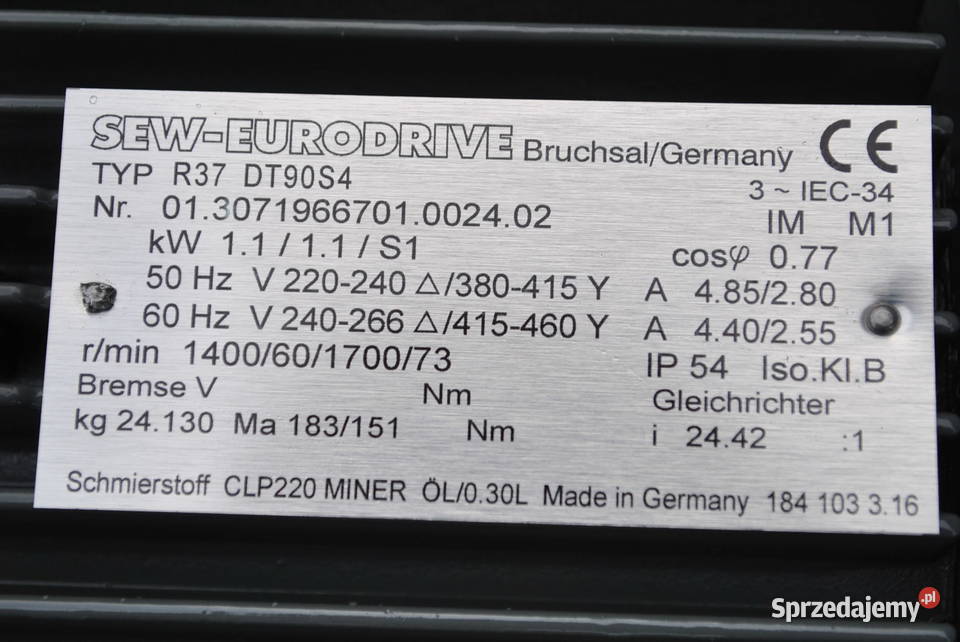 SEW-EURODRIVE Bruchsal/Germany CE
TYP R37 DT90S4 3 ~ IEC-34
Nr. 01.3071966701.0024.02 IM M1
kW 1.1 / 1.1 / S1 cosφ 0.77
50 Hz V 220-240 △/380-415 Y A 4.85/2.80
60 Hz V 240-266 △/415-460 Y A 4.40/2.55
r/min 1400/60/1700/73 IP 54 Iso.Kl.B
Bremse V Nm Gleichrichter
kg 24.130 Ma 183/151 Nm i 24.42 :1
Schmierstoff CLP220 MINER ÖL/0.30L Made in Germany 184 103 3.16
Sprzedajemy.pl